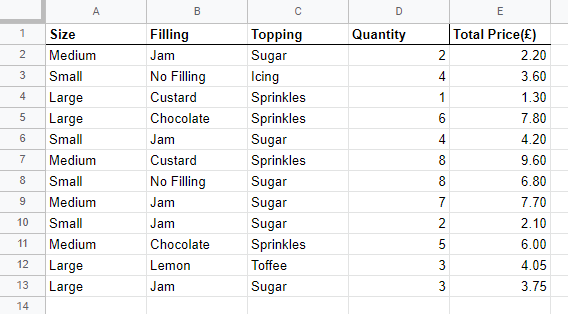 A B C D E
1 Size Filling Topping Quantity Total Price(£)
2 Medium Jam Sugar 2 2.20
3 Small No Filling Icing 4 3.60
4 Large Custard Sprinkles 1 1.30
5 Large Chocolate Sprinkles 6 7.80
6 Small Jam Sugar 4 4.20
7 Medium Custard Sprinkles 8 9.60
8 Small No Filling Sugar 8 6.80
9 Medium Jam Sugar 7 7.70
10 Small Jam Sugar 2 2.10
11 Medium Chocolate Sprinkles 5 6.00
12 Large Lemon Toffee 3 4.05
13 Large Jam Sugar 3 3.75
14